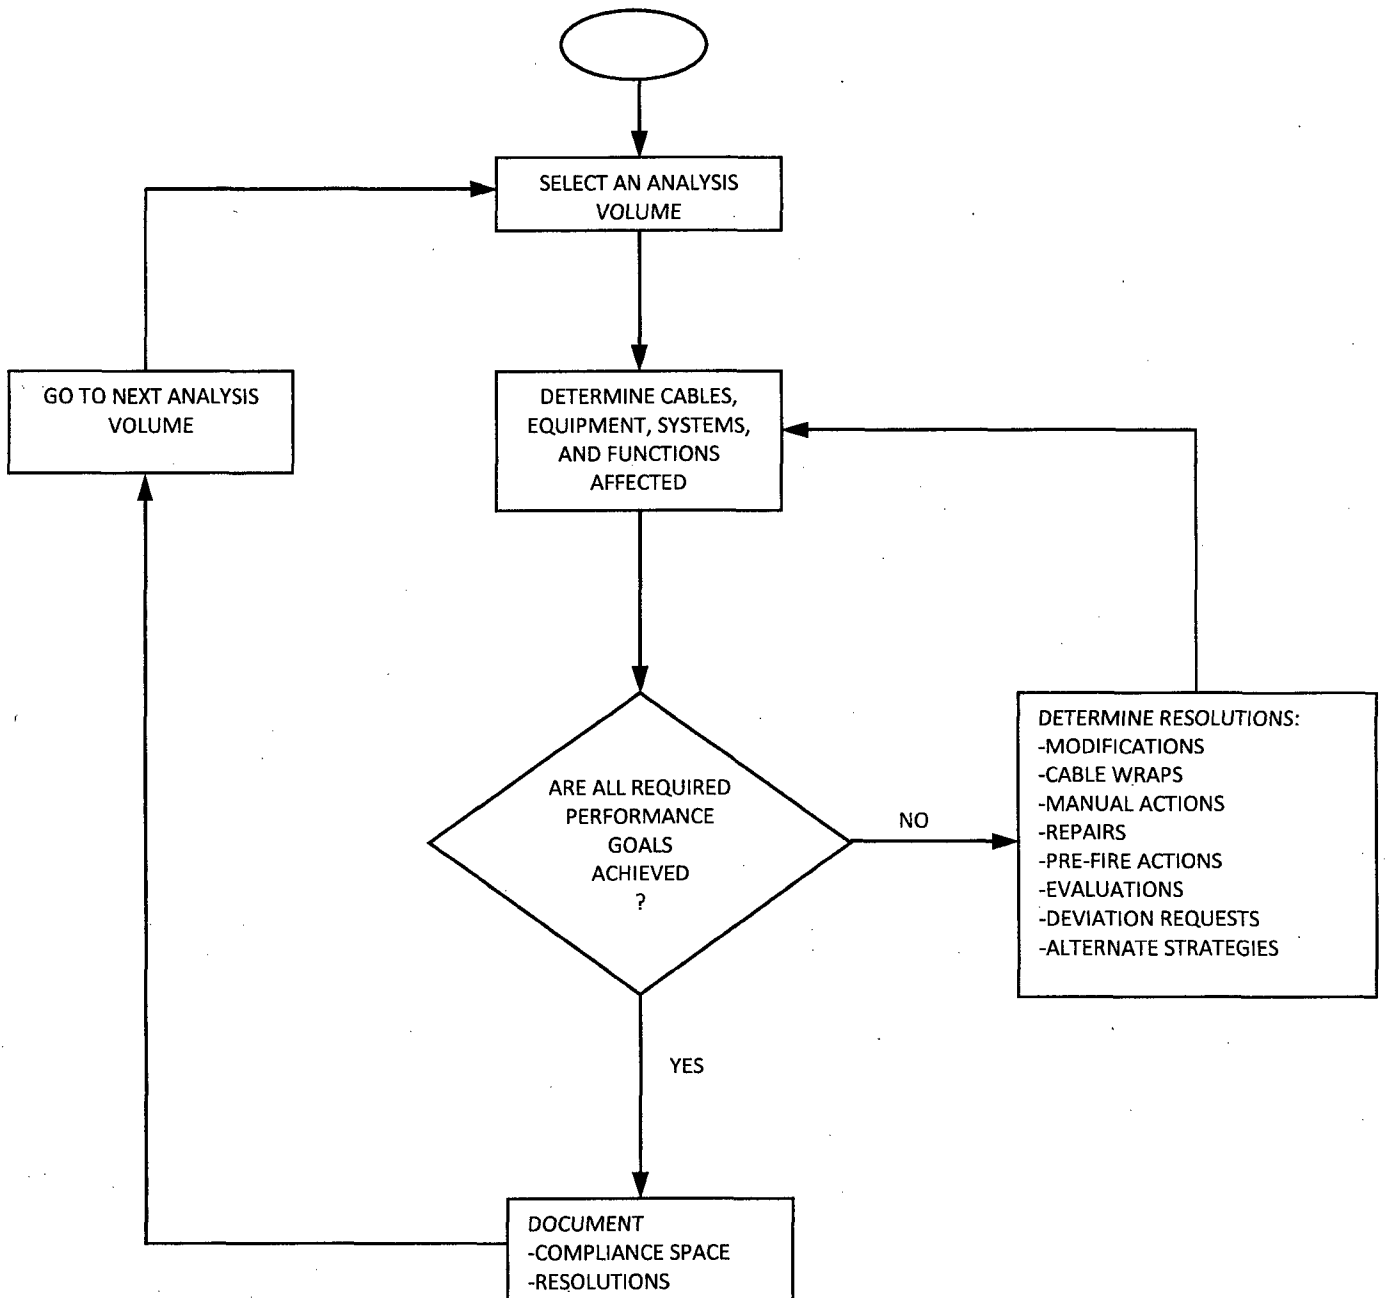 SELECT AN ANALYSIS
VOLUME
GO TO NEXT ANALYSIS
VOLUME
DETERMINE CABLES,
EQUIPMENT, SYSTEMS,
AND FUNCTIONS
AFFECTED
ARE ALL REQUIRED
PERFORMANCE
GOALS
ACHIEVED
?
NO
DETERMINE RESOLUTIONS:
-MODIFICATIONS
-CABLE WRAPS
-MANUAL ACTIONS
-REPAIRS
-PRE-FIRE ACTIONS
-EVALUATIONS
-DEVIATION REQUESTS
-ALTERNATE STRATEGIES
YES
DOCUMENT
-COMPLIANCE SPACE
-RESOLUTIONS